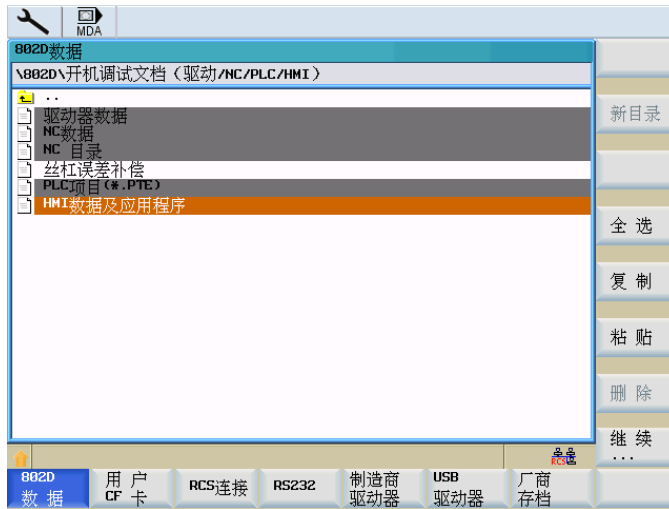 MDA
802D数据
\802D\开机调试文档（驱动/NC/PLC/HMI）
..
驱动器数据
NC数据
NC 目录
丝杠误差补偿
PLC项目(*.PTE)
HMI数据及应用程序
新目录
全 选
复 制
粘 贴
删 除
继 续
...
RCS
802D
数 据
用 户
CF 卡
RCS连接
RS232
制造商
驱动器
USB
驱动器
厂商
存档